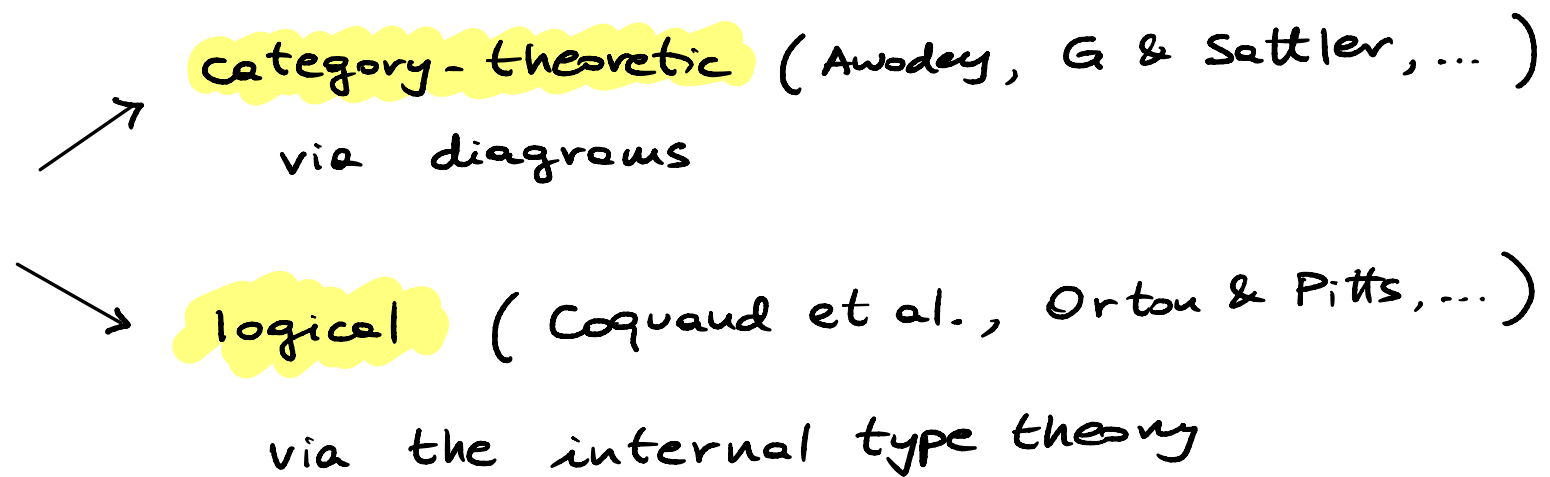 category-theoretic (Awodey, G & Sattler, ...)
via diagrams
logical (Coquand et al., Orton & Pitts, ...)
via the internal type theory